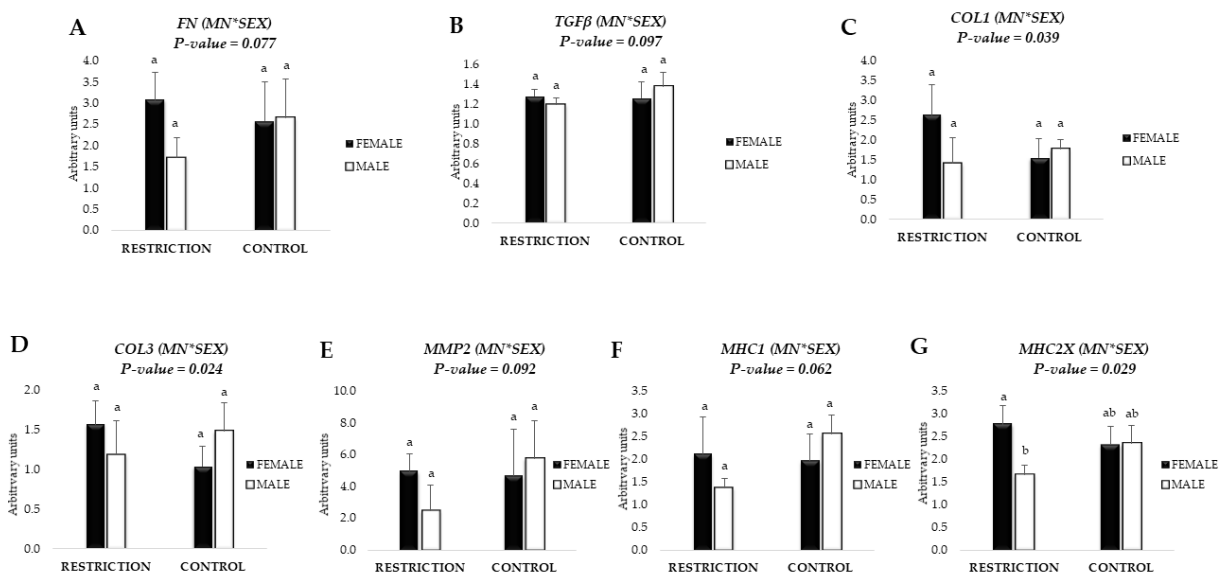 A
FN (MN*SEX)
P-value = 0.077
Arbitrary units
4.0
3.5
3.0
2.5
2.0
1.5
1.0
0.5
0.0
a
a
a
a
RESTRICTION
CONTROL
FEMALE
MALE
B
TGFβ (MN*SEX)
P-value = 0.097
Arbitrary units
1.6
1.4
1.2
1.0
0.8
0.6
0.4
0.2
0.0
a
a
a
a
RESTRICTION
CONTROL
FEMALE
MALE
C
COL1 (MN*SEX)
P-value = 0.039
Arbitrary units
4.0
3.5
3.0
2.5
2.0
1.5
1.0
0.5
0.0
a
a
a
a
RESTRICTION
CONTROL
FEMALE
MALE
D
COL3 (MN*SEX)
P-value = 0.024
Arbitrvary units
2.0
1.5
1.0
0.5
0.0
a
a
a
a
RESTRICTION
CONTROL
FEMALE
MALE
E
MMP2 (MN*SEX)
P-value = 0.092
Arbitrvary units
10.0
8.0
6.0
4.0
2.0
0.0
a
a
a
a
RESTRICTION
CONTROL
FEMALE
MALE
F
MHC1 (MN*SEX)
P-value = 0.062
Arbitrvary units
3.5
3.0
2.5
2.0
1.5
1.0
0.5
0.0
a
a
a
a
RESTRICTION
CONTROL
FEMALE
MALE
G
MHC2X (MN*SEX)
P-value = 0.029
Arbitrvary units
3.5
3.0
2.5
2.0
1.5
1.0
0.5
0.0
a
b
ab
ab
RESTRICTION
CONTROL
FEMALE
MALE